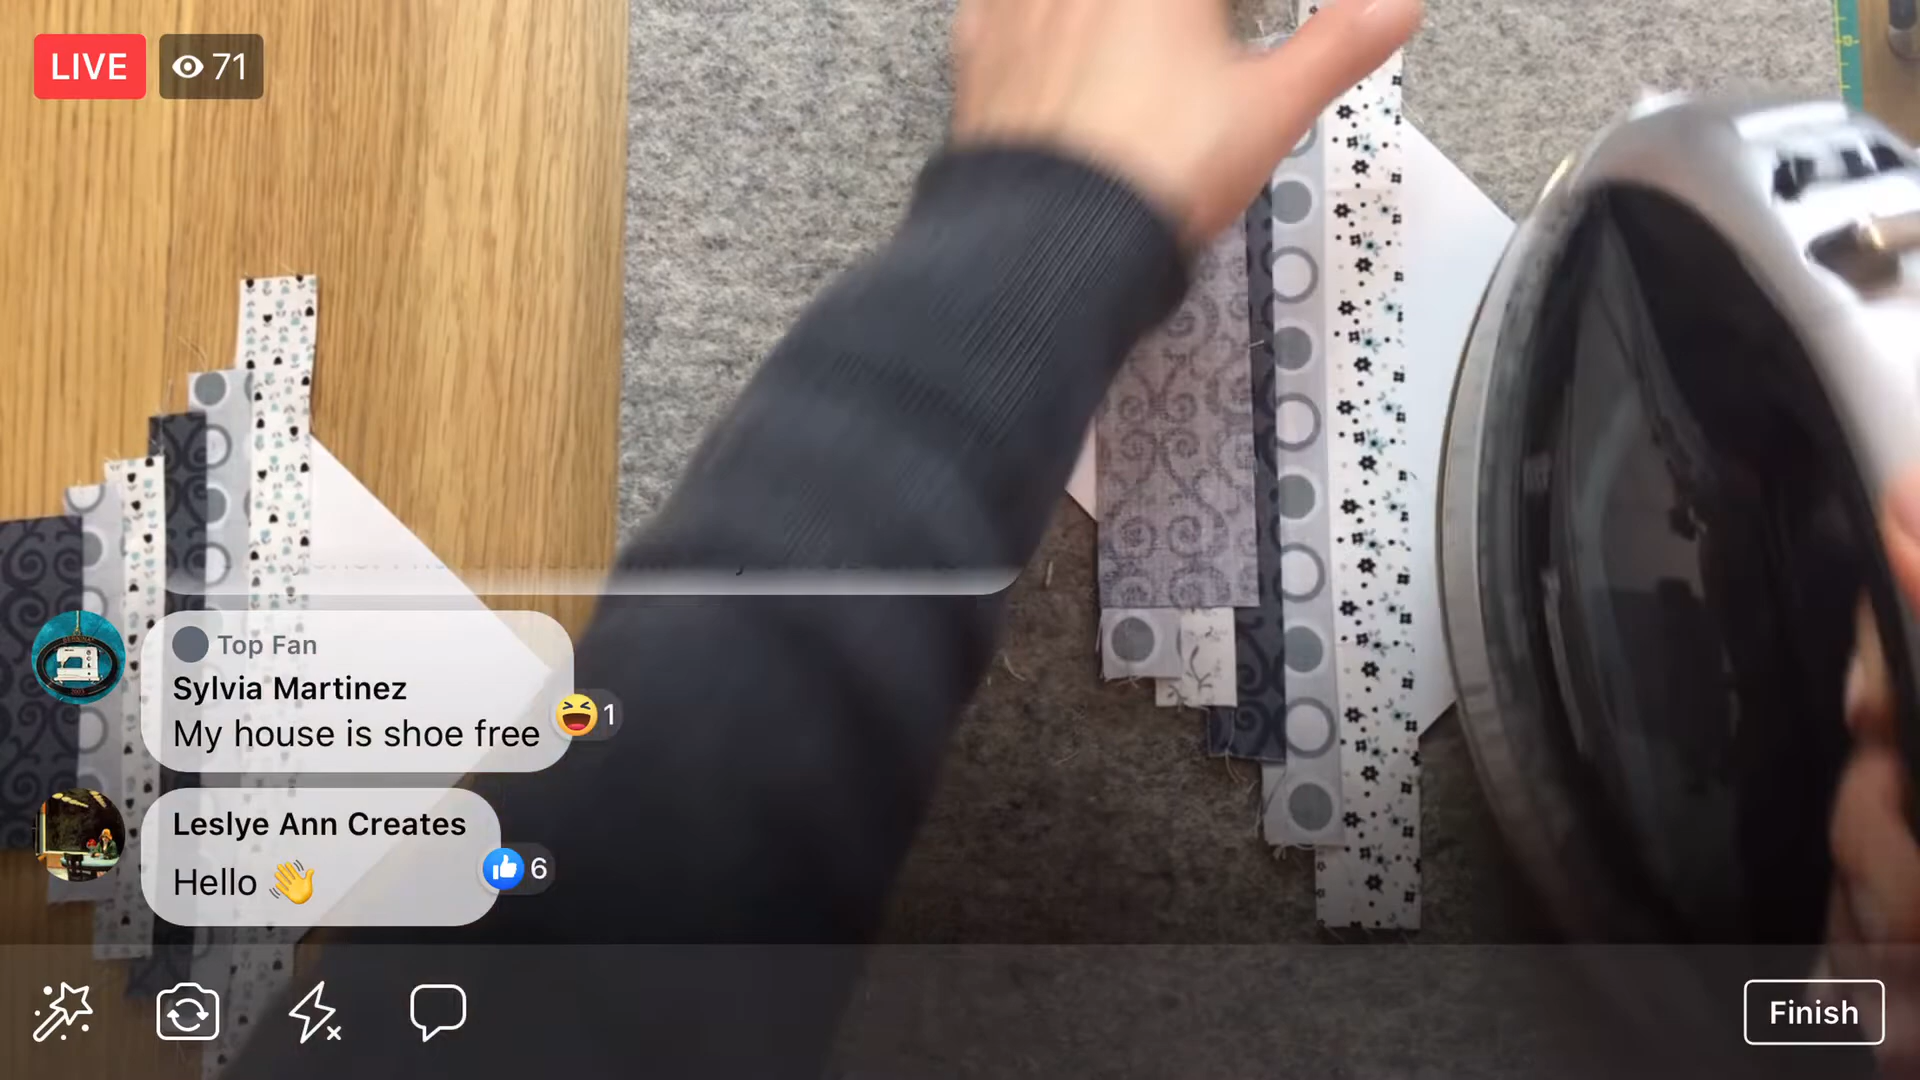 LIVE 71
Top Fan
Sylvia Martinez
My house is shoe free
1
Leslye Ann Creates
Hello 👋
6
Finish